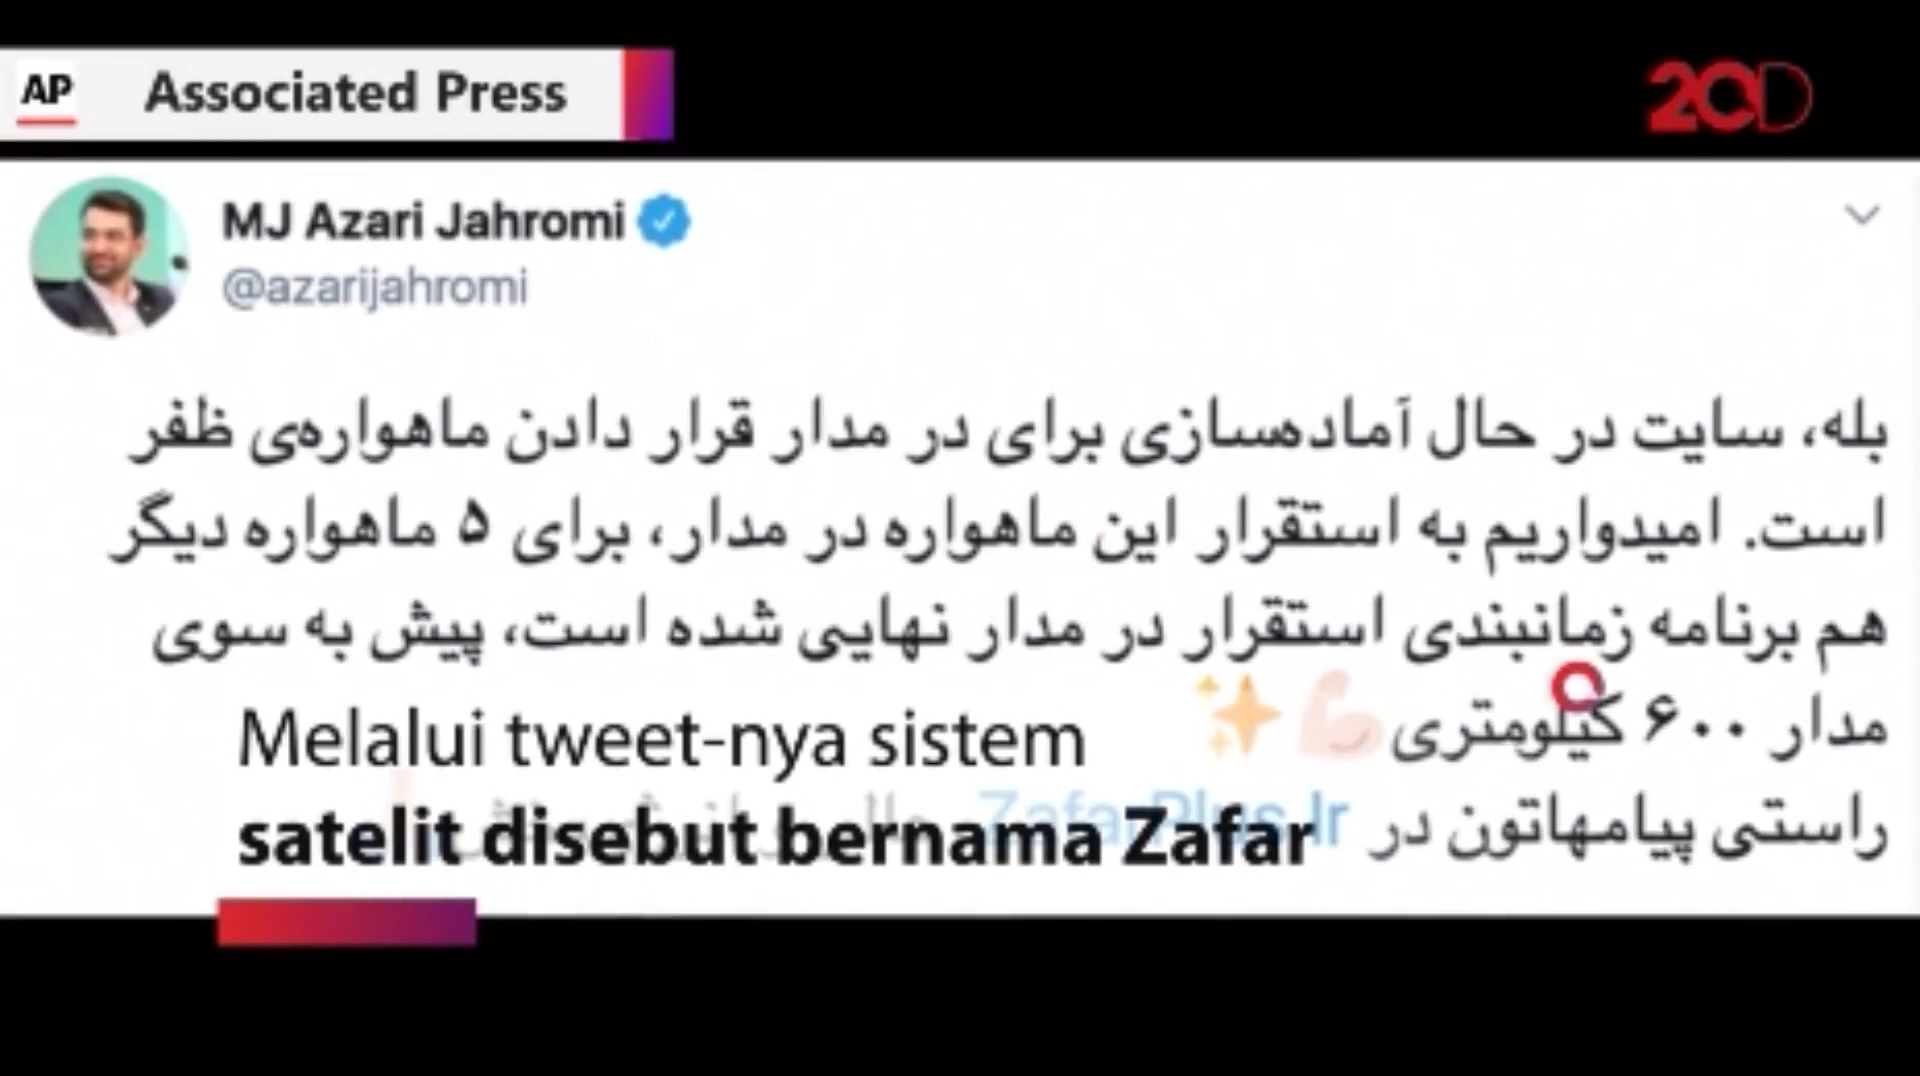 AP Associated Press
20D
MJ Azari Jahromi
@azarijahromi
بله، سایت در حال آماده‌سازی برای در مدار قرار دادن ماهواره‌ی ظفر
است. امیدواریم به استقرار این ماهواره در مدار، برای ۵ ماهواره دیگر
هم برنامه زمانبندی استقرار در مدار نهایی شده است، پیش به سوی
مدار ۶۰۰ کیلومتری
راستی پیامهاتون در ZafarPlus.Ir
Melalui tweet-nya sistem
satelit disebut bernama Zafar